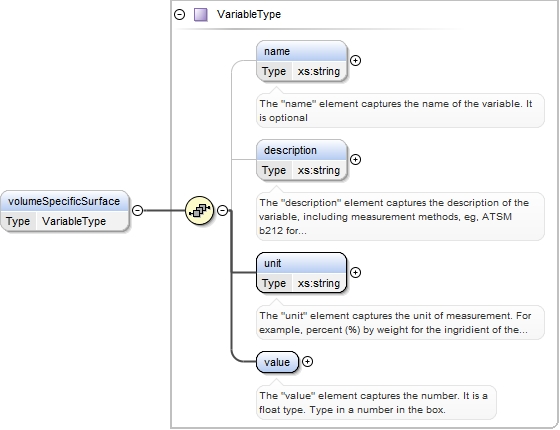 VariableType
name
Type xs:string
The "name" element captures the name of the variable. It
is optional
description
Type xs:string
The "description" element captures the description of the
variable, including measurement methods, eg, ATSM
b212 for...
volumeSpecificSurface
Type VariableType
unit
Type xs:string
The "unit" element captures the unit of measurement. For
example, percent (%) by weight for the ingridient of the...
value
The "value" element captures the number. It is a
float type. Type in a number in the box.